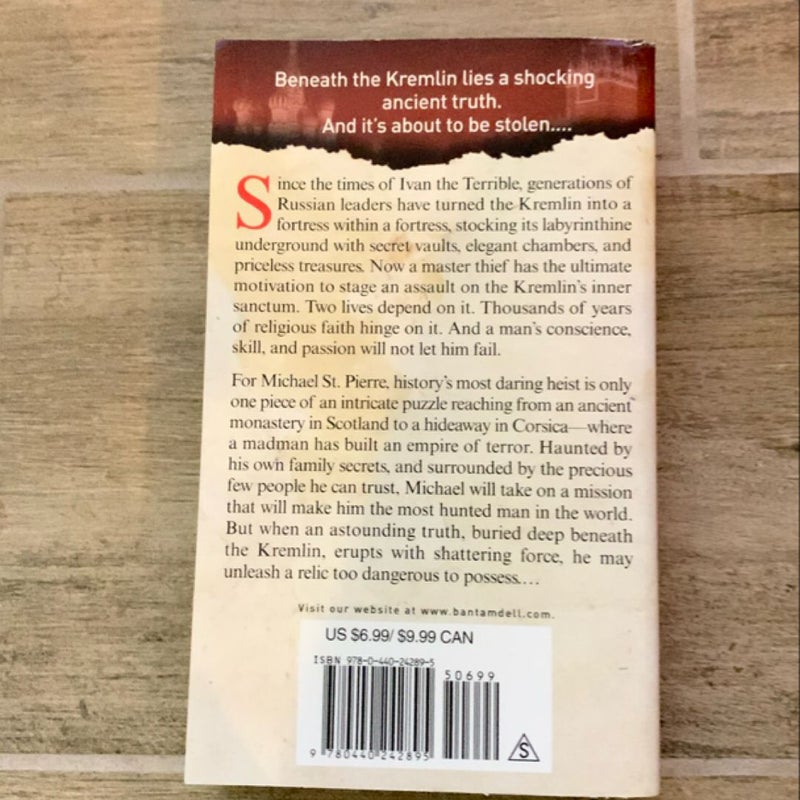 Beneath the Kremlin lies a shocking
ancient truth.
And it's about to be stolen....
Since the times of Ivan the Terrible, generations of
Russian leaders have turned the Kremlin into a
fortress within a fortress, stocking its labyrinthine
underground with secret vaults, elegant chambers, and
priceless treasures. Now a master thief has the ultimate
motivation to stage an assault on the Kremlin's inner
sanctum. Two lives depend on it. Thousands of years
of religious faith hinge on it. And a man's conscience,
skill, and passion will not let him fail.
For Michael St. Pierre, history's most daring heist is only
one piece of an intricate puzzle reaching from an ancient
monastery in Scotland to a hideaway in Corsica—where
a madman has built an empire of terror. Haunted by
his own family secrets, and surrounded by the precious
few people he can trust, Michael will take on a mission
that will make him the most hunted man in the world.
But when an astounding truth, buried deep beneath
the Kremlin, erupts with shattering force, he may
unleash a relic too dangerous to possess....
Visit our website at www.bantamdell.com.
US $6.99/ $9.99 CAN
ISBN 978-0-440-24289-5
50699
9 780440 242895
S